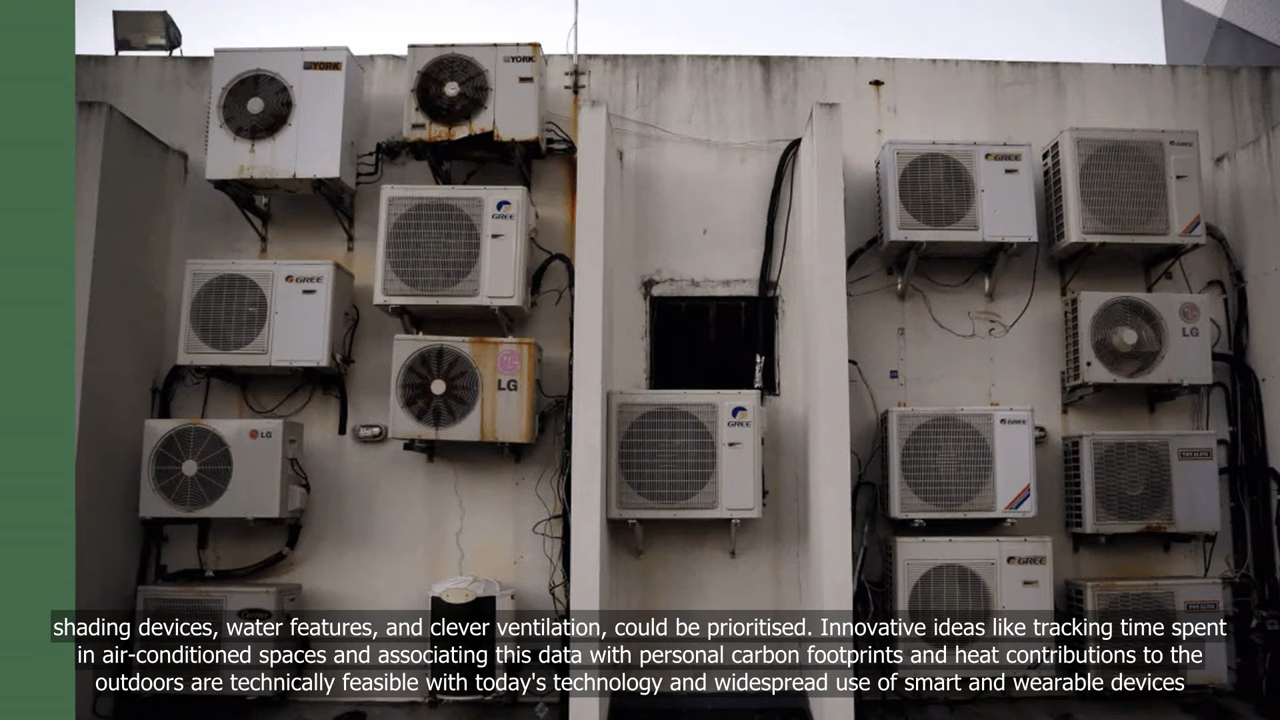 YORK
YORK
GREE
GREE
GREE
GREE
LG
LG
LG
GREE
GREE
GREE
shading devices, water features, and clever ventilation, could be prioritised. Innovative ideas like tracking time spent
in air-conditioned spaces and associating this data with personal carbon footprints and heat contributions to the
outdoors are technically feasible with today's technology and widespread use of smart and wearable devices